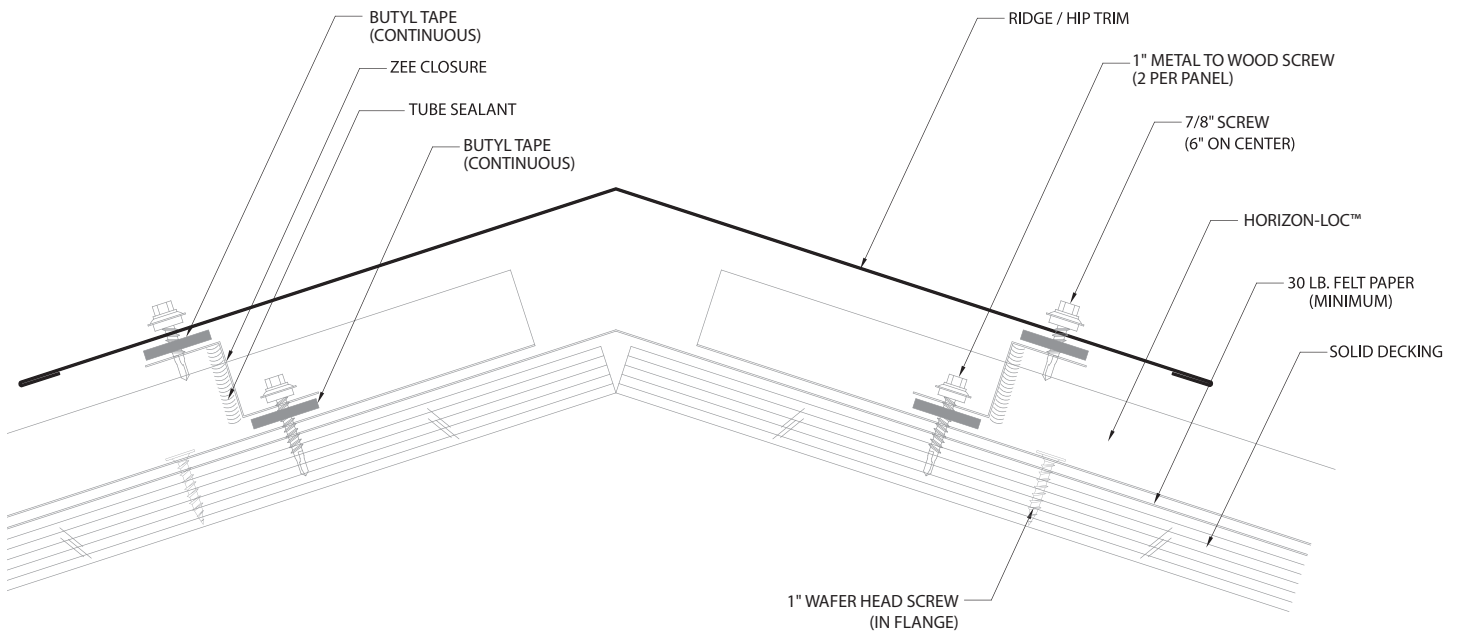 BUTYL TAPE
(CONTINUOUS)
ZEE CLOSURE
TUBE SEALANT
BUTYL TAPE
(CONTINUOUS)
RIDGE / HIP TRIM
1" METAL TO WOOD SCREW
(2 PER PANEL)
7/8" SCREW
(6" ON CENTER)
HORIZON-LOC™
30 LB. FELT PAPER
(MINIMUM)
SOLID DECKING
1" WAFER HEAD SCREW
(IN FLANGE)